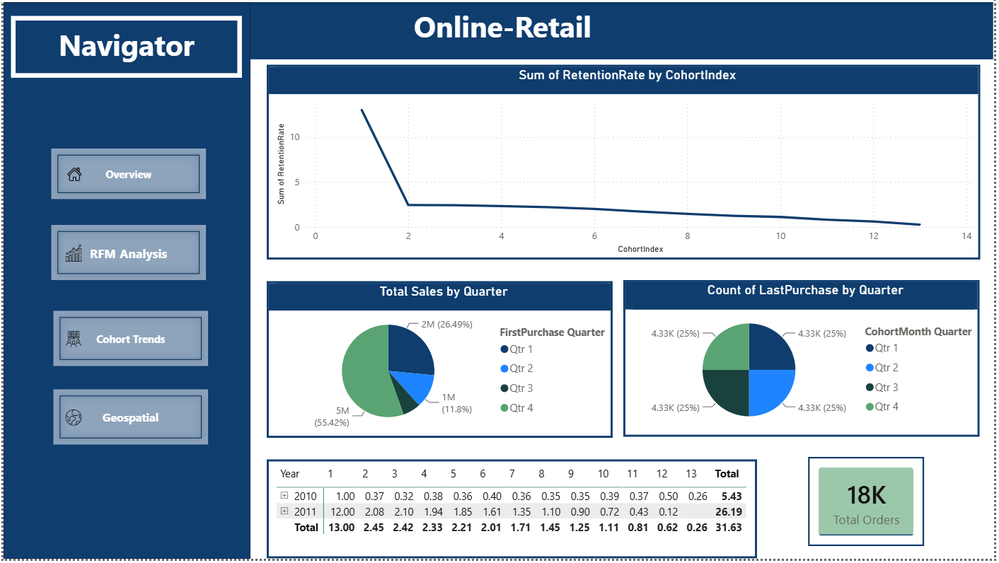 Navigator
Online-Retail
Overview
RFM Analysis
Cohort Trends
Geospatial
Sum of RetentionRate by CohortIndex
Sum of RetentionRate
10
5
0
0 2 4 6 8 10 12 14
CohortIndex
Total Sales by Quarter
2M (26.49%)
1M
(11.8%)
5M
(55.42%)
FirstPurchase Quarter
Qtr 1
Qtr 2
Qtr 3
Qtr 4
Count of LastPurchase by Quarter
4.33K (25%)
4.33K (25%)
4.33K (25%)
4.33K (25%)
CohortMonth Quarter
Qtr 1
Qtr 2
Qtr 3
Qtr 4
Year 1 2 3 4 5 6 7 8 9 10 11 12 13 Total
2010 1.00 0.37 0.32 0.38 0.36 0.40 0.36 0.35 0.35 0.39 0.37 0.50 0.26 5.43
2011 12.00 2.08 2.10 1.94 1.85 1.61 1.35 1.10 0.90 0.72 0.43 0.12 26.19
Total 13.00 2.45 2.42 2.33 2.21 2.01 1.71 1.45 1.25 1.11 0.81 0.62 0.26 31.63
18K
Total Orders